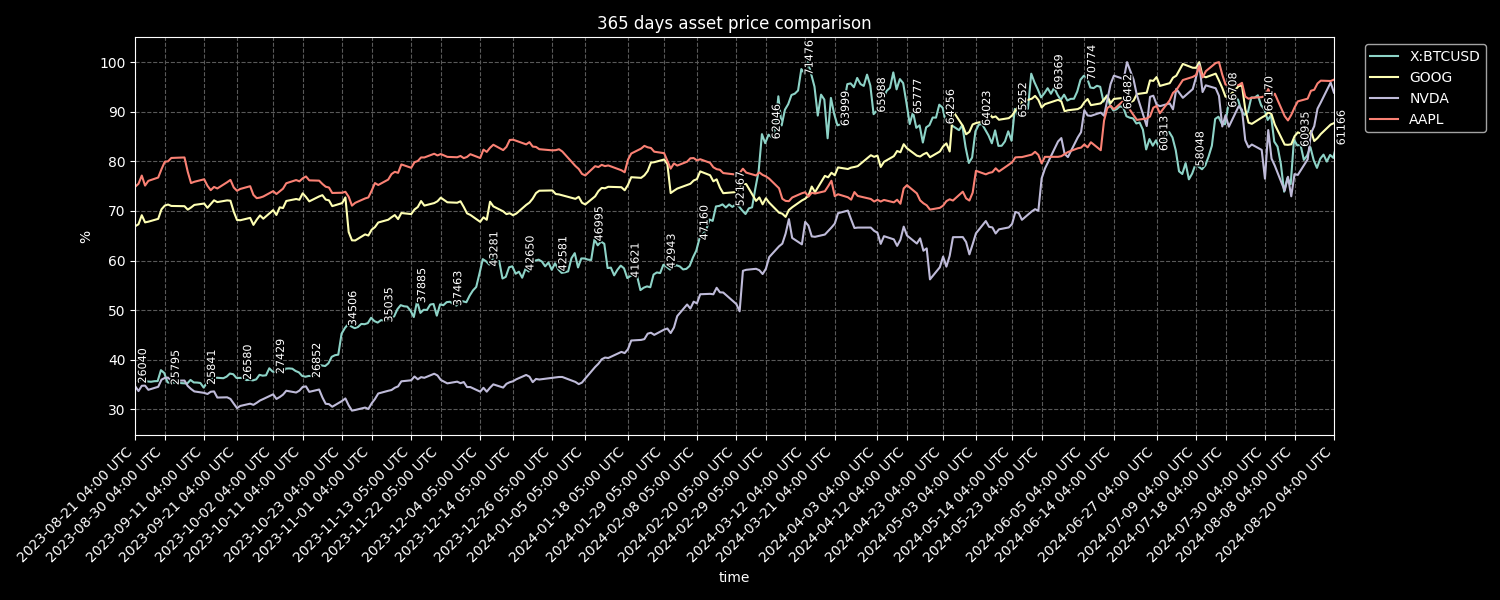 365 days asset price comparison
X:BTCUSD
GOOG
NVDA
AAPL
%
100
90
80
70
60
50
40
30
26040
25795
25841
26580
27429
26852
34506
35035
37885
37463
43281
42650
42581
46995
41621
42943
47160
52167
62046
71476
63999
65988
65777
64256
64023
65252
69369
70774
66482
60313
58048
66708
66170
60935
61166
2023-08-21 04:00 UTC
2023-08-30 04:00 UTC
2023-09-11 04:00 UTC
2023-09-21 04:00 UTC
2023-10-02 04:00 UTC
2023-10-11 04:00 UTC
2023-10-23 04:00 UTC
2023-11-01 04:00 UTC
2023-11-13 05:00 UTC
2023-11-22 05:00 UTC
2023-12-04 05:00 UTC
2023-12-14 05:00 UTC
2023-12-26 05:00 UTC
2024-01-05 05:00 UTC
2024-01-18 05:00 UTC
2024-01-29 05:00 UTC
2024-02-08 05:00 UTC
2024-02-20 05:00 UTC
2024-02-29 05:00 UTC
2024-03-12 04:00 UTC
2024-03-21 04:00 UTC
2024-04-03 04:00 UTC
2024-04-12 04:00 UTC
2024-04-23 04:00 UTC
2024-05-03 04:00 UTC
2024-05-14 04:00 UTC
2024-05-23 04:00 UTC
2024-06-05 04:00 UTC
2024-06-14 04:00 UTC
2024-06-27 04:00 UTC
2024-07-09 04:00 UTC
2024-07-18 04:00 UTC
2024-07-30 04:00 UTC
2024-08-08 04:00 UTC
2024-08-20 04:00 UTC
time